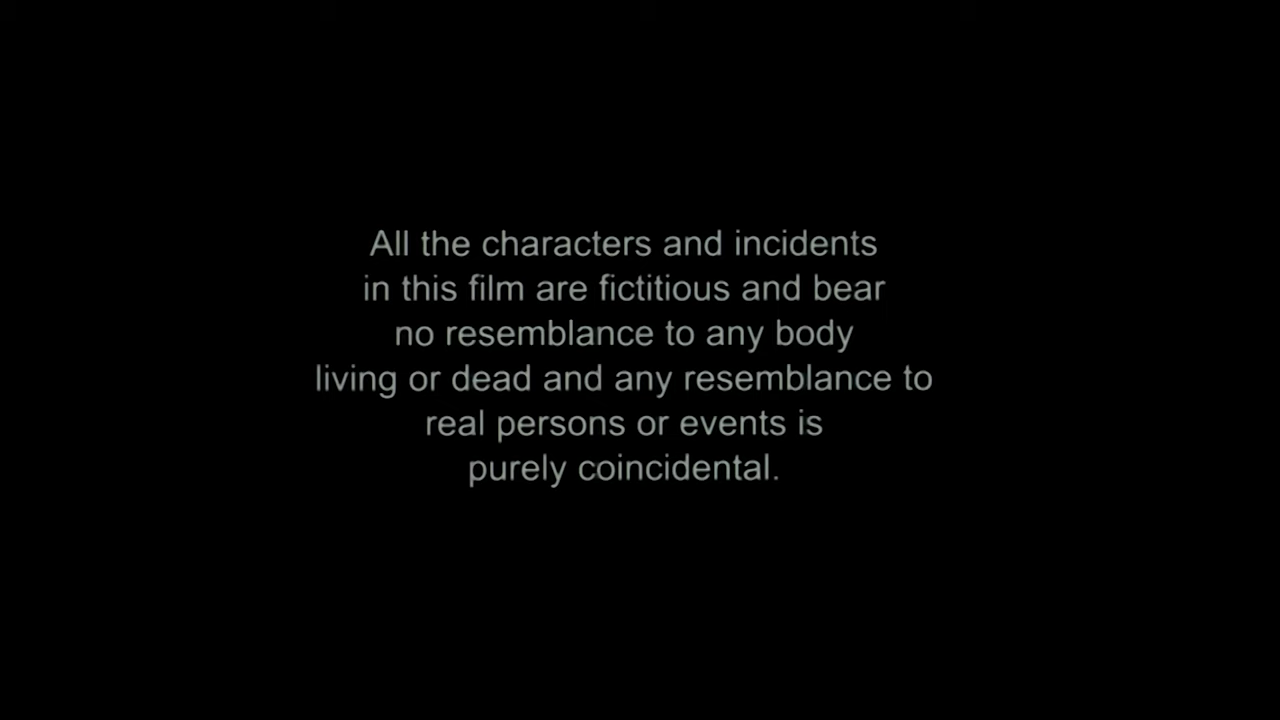 All the characters and incidents
in this film are fictitious and bear
no resemblance to any body
living or dead and any resemblance to
real persons or events is
purely coincidental.